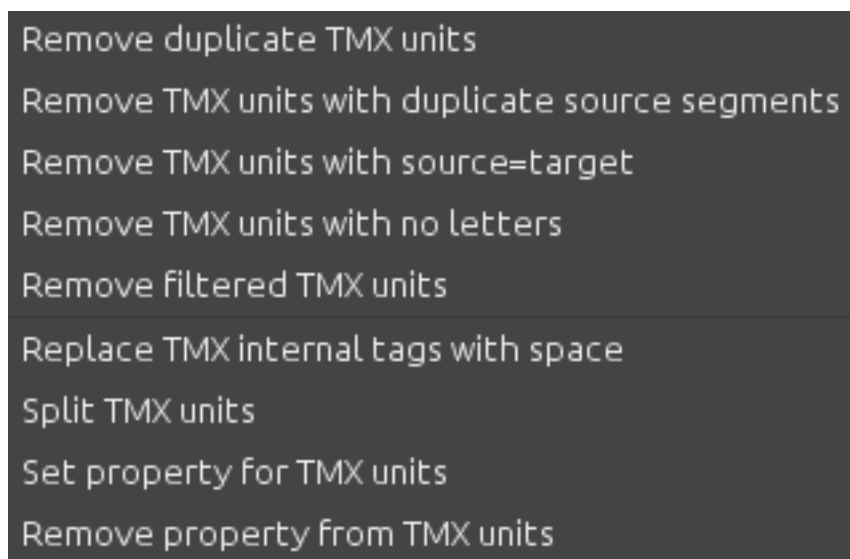 Remove duplicate TMX units
Remove TMX units with duplicate source segments
Remove TMX units with source=target
Remove TMX units with no letters
Remove filtered TMX units
Replace TMX internal tags with space
Split TMX units
Set property for TMX units
Remove property from TMX units